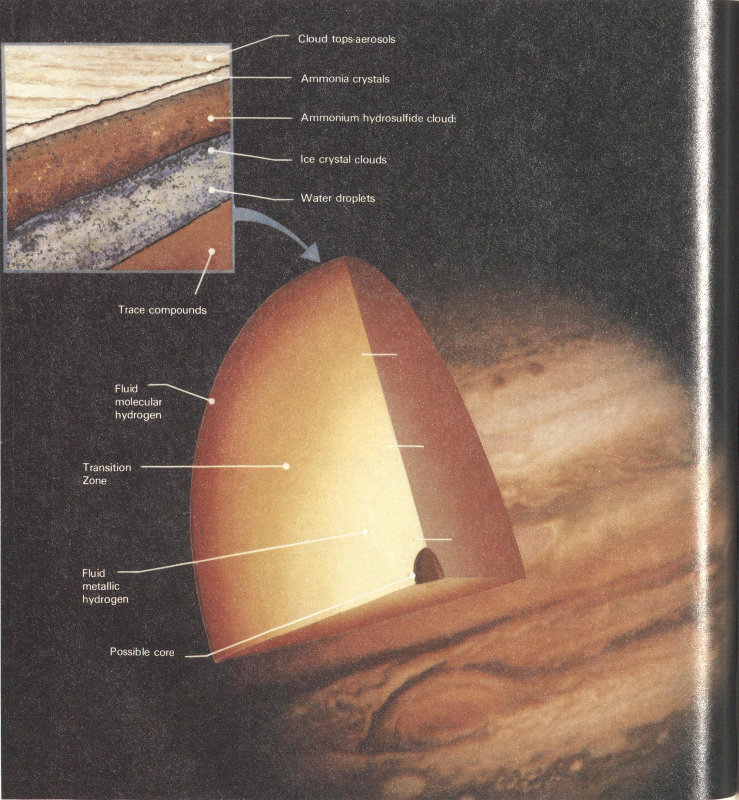 Cloud tops-aerosols
Ammonia crystals
Ammonium hydrosulfide cloud:
Ice crystal clouds
Water droplets
Trace compounds
Fluid
molecular
hydrogen
Transition
Zone
Fluid
metallic
hydrogen
Possible core